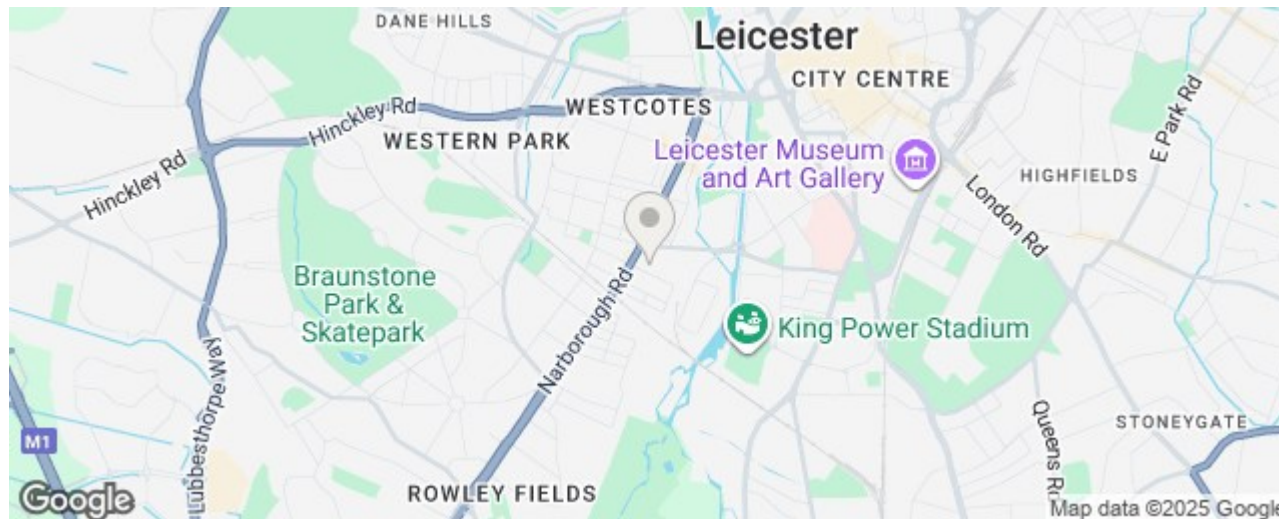 DANE HILLS
Leicester
CITY CENTRE
WESTCOTES
Hinckley Rd
WESTERN PARK
E Park Rd
Leicester Museum
and Art Gallery
HIGHFIELDS
Hinckley Rd
London Rd
Braunstone
Park &
Skatepark
Narborough Rd
King Power Stadium
Lubbesthorpe Way
Queens Rd
STONEYGATE
M1
ROWLEY FIELDS
Google
Map data ©2025 Google